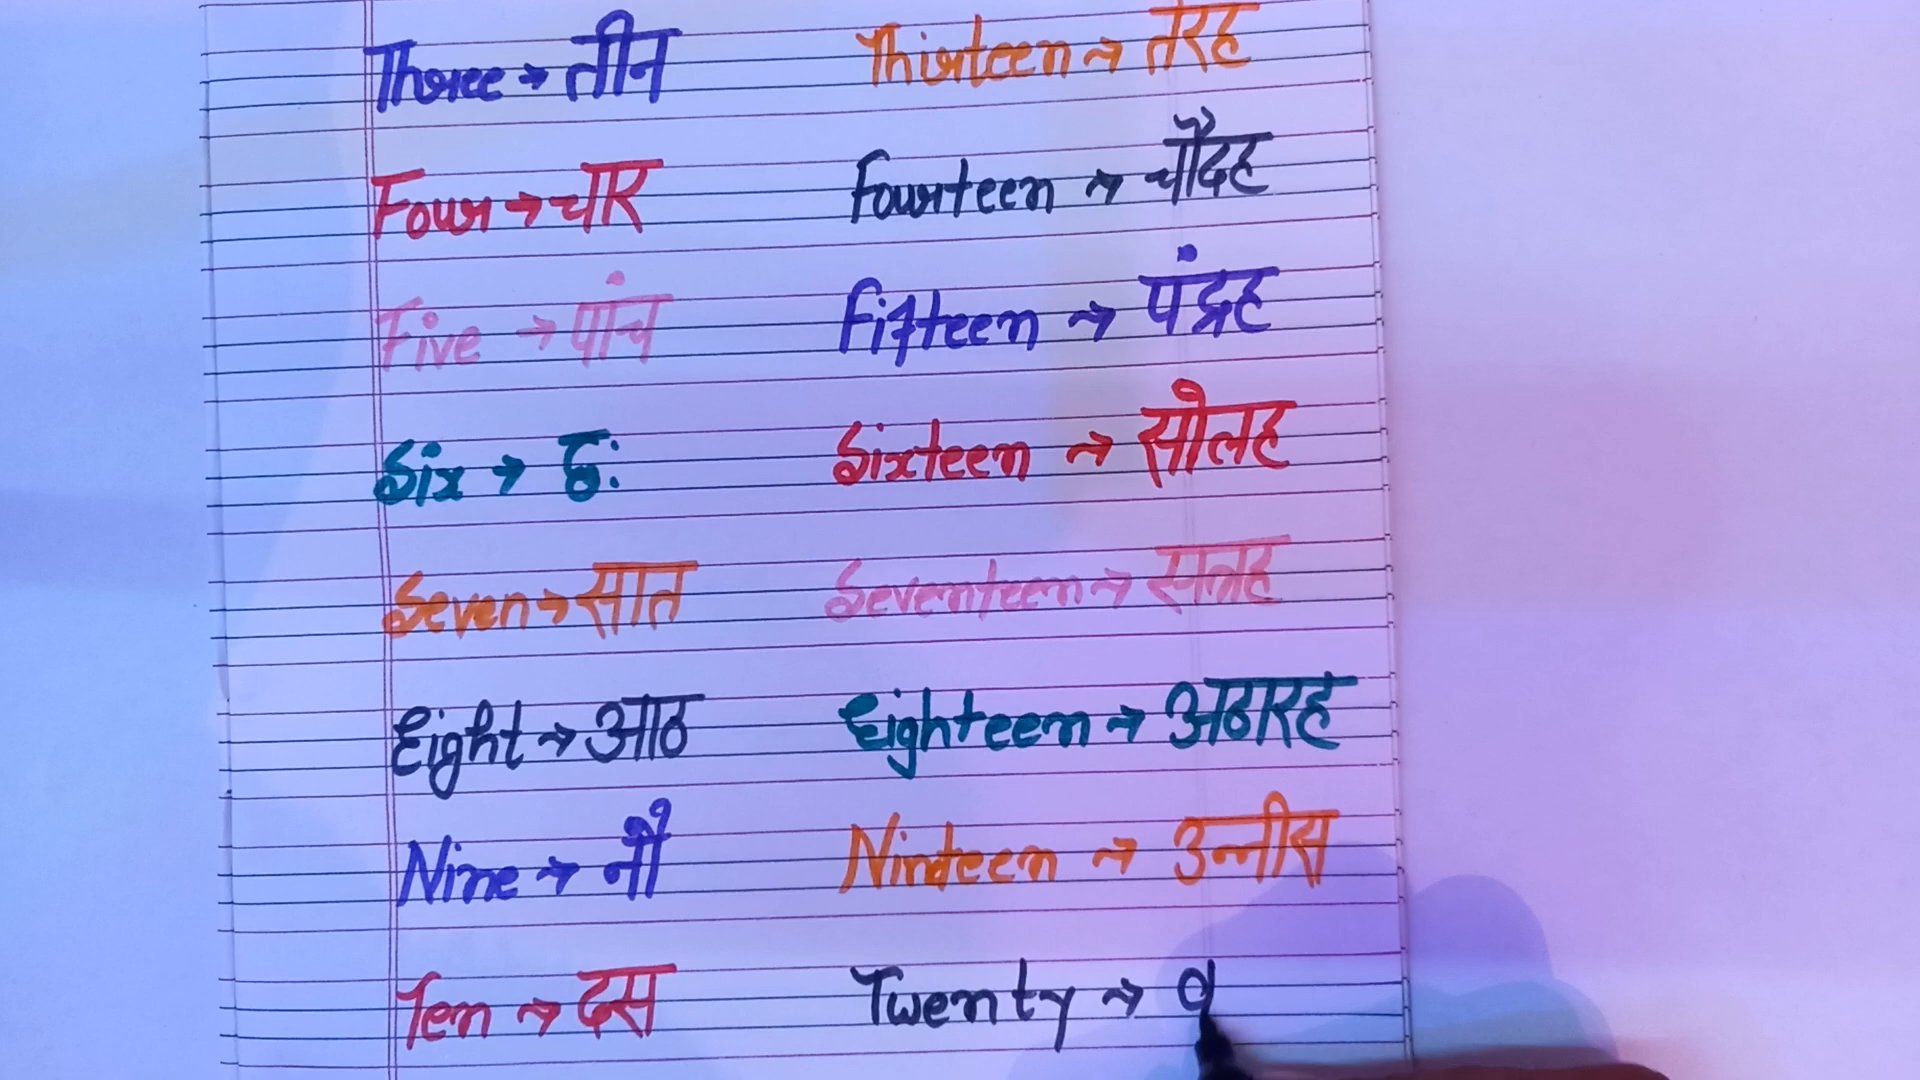 Three → तीन Thirteen → तेरह
Four → चार Fourteen → चौदह
Five → पांच Fifteen → पंद्रह
Six → छ: Sixteen → सोलह
Seven → सात Seventeen → सत्रह
Eight → आठ Eighteen → अठारह
Nine → नौ Ninteen → उन्नीस
Ten → दस Twenty →